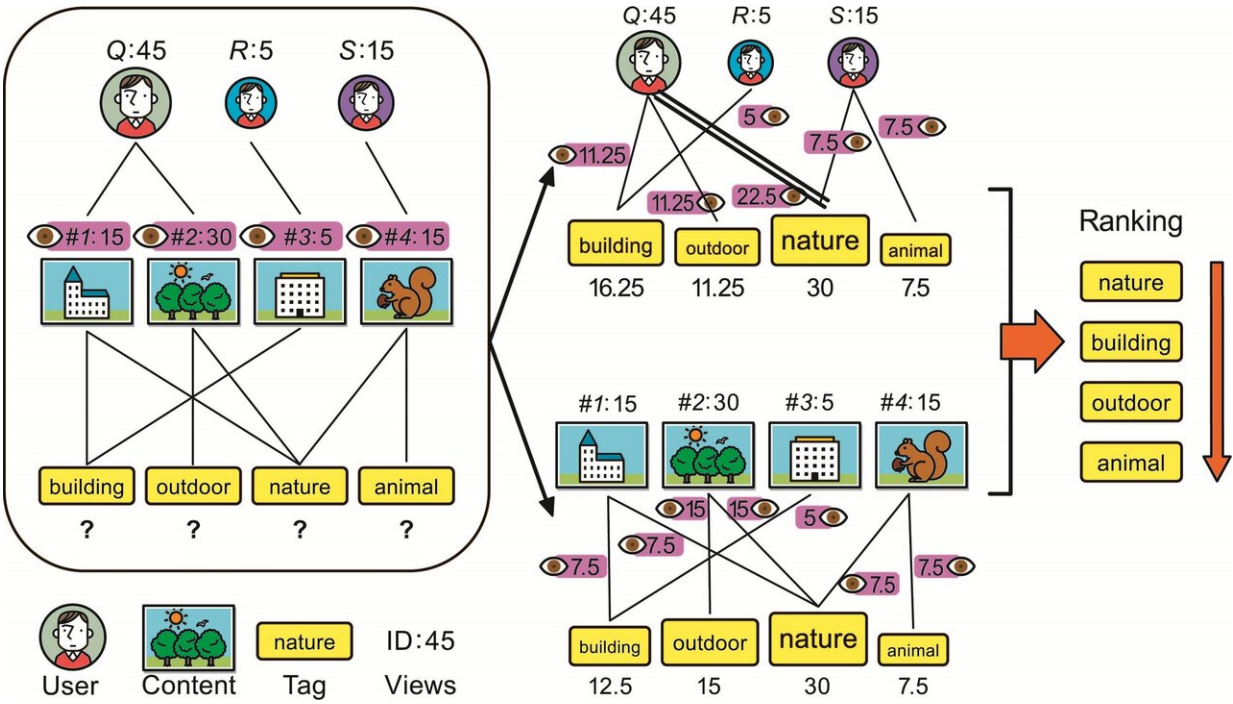 Q:45 R:5 S:15
#1:15 #2:30 #3:5 #4:15
building outdoor nature animal
? ? ? ?
User Content Tag Views
nature ID:45
Q:45 R:5 S:15
5 7.5 7.5
11.25
11.25 22.5
building outdoor nature animal
16.25 11.25 30 7.5
#1:15 #2:30 #3:5 #4:15
15 15 5
7.5 7.5 7.5 7.5
building outdoor nature animal
12.5 15 30 7.5
Ranking
nature
building
outdoor
animal